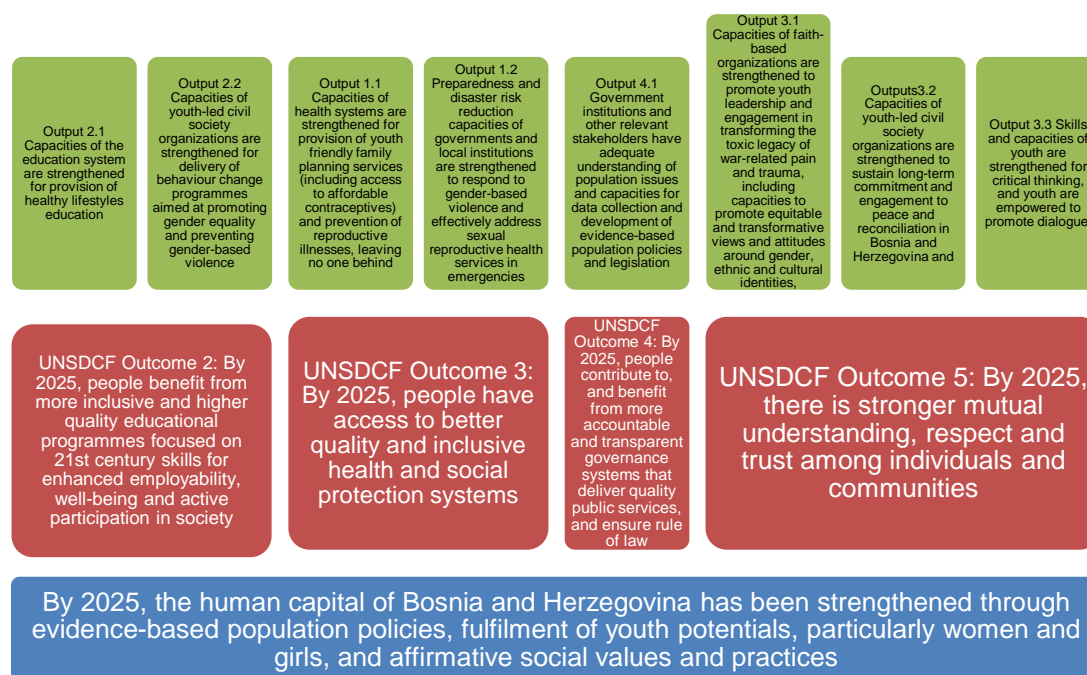 Output 2.1
Capacities of the
education system
are strengthened
for provision of
healthy lifestyles
education
Output 2.2
Capacities of
youth-led civil
society
organizations are
strengthened for
delivery of
behaviour change
programmes
aimed at promoting
gender equality
and preventing
gender-based
violence
Output 1.1
Capacities of
health systems are
strengthened for
provision of youth
friendly family
planning services
(including access
to affordable
contraceptives)
and prevention of
reproductive
illnesses, leaving
no one behind
Output 1.2
Preparedness and
disaster risk
reduction
capacities of
governments and
local institutions
are strengthened
to respond to
gender-based
violence and
effectively address
sexual
reproductive health
services in
emergencies
Output 4.1
Government
institutions and
other relevant
stakeholders have
adequate
understanding of
population issues
and capacities for
data collection and
development of
evidence-based
population policies
and legislation
Output 3.1
Capacities of faith-
based
organizations are
strengthened to
promote youth
leadership and
engagement in
transforming the
toxic legacy of
war-related pain
and trauma,
including
capacities to
promote equitable
and transformative
views and attitudes
around gender,
ethnic and cultural
identities,
Outputs3.2
Capacities of
youth-led civil
society
organizations are
strengthened to
sustain long-term
commitment and
engagement to
peace and
reconciliation in
Bosnia and
Herzegovina and
Output 3.3 Skills
and capacities of
youth are
strengthened for
critical thinking,
and youth are
empowered to
promote dialogue
UNSDCF Outcome 2: By
2025, people benefit from
more inclusive and higher
quality educational
programmes focused on
21st century skills for
enhanced employability,
well-being and active
participation in society
UNSDCF Outcome 3:
By 2025, people have
access to better
quality and inclusive
health and social
protection systems
UNSDCF
Outcome 4: By
2025, people
contribute to,
and benefit
from more
accountable
and transparent
governance
systems that
deliver quality
public services,
and ensure rule
of law
UNSDCF Outcome 5: By 2025,
there is stronger mutual
understanding, respect and
trust among individuals and
communities
By 2025, the human capital of Bosnia and Herzegovina has been strengthened through
evidence-based population policies, fulfilment of youth potentials, particularly women and
girls, and affirmative social values and practices